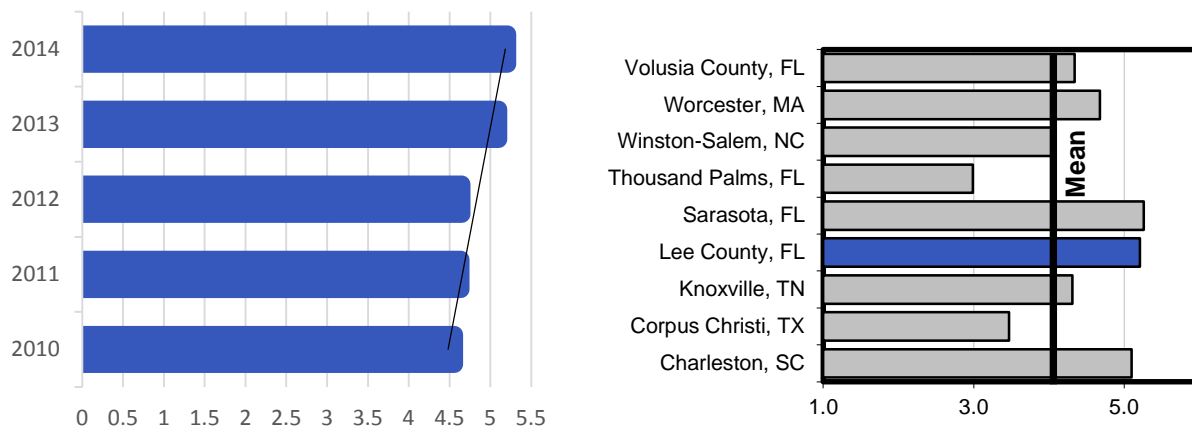 2014
2013
2012
2011
2010
0 0.5 1 1.5 2 2.5 3 3.5 4 4.5 5 5.5
Volusia County, FL
Worcester, MA
Winston-Salem, NC
Thousand Palms, FL
Sarasota, FL
Lee County, FL
Knoxville, TN
Corpus Christi, TX
Charleston, SC
Mean
1.0 3.0 5.0